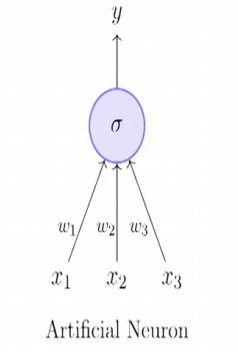 y
σ
w₁ w₂ w₃
x₁ x₂ x₃
Artificial Neuron